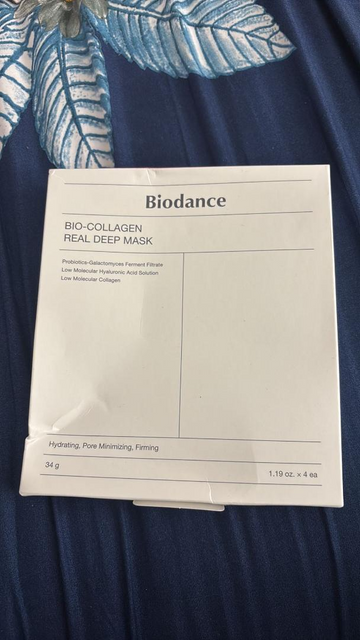 Biodance
BIO-COLLAGEN
REAL DEEP MASK
Probiotics-Galactomyces Ferment Filtrate
Low Molecular Hyaluronic Acid Solution
Low Molecular Collagen
Hydrating, Pore Minimizing, Firming
34 g
1.19 oz. × 4 ea